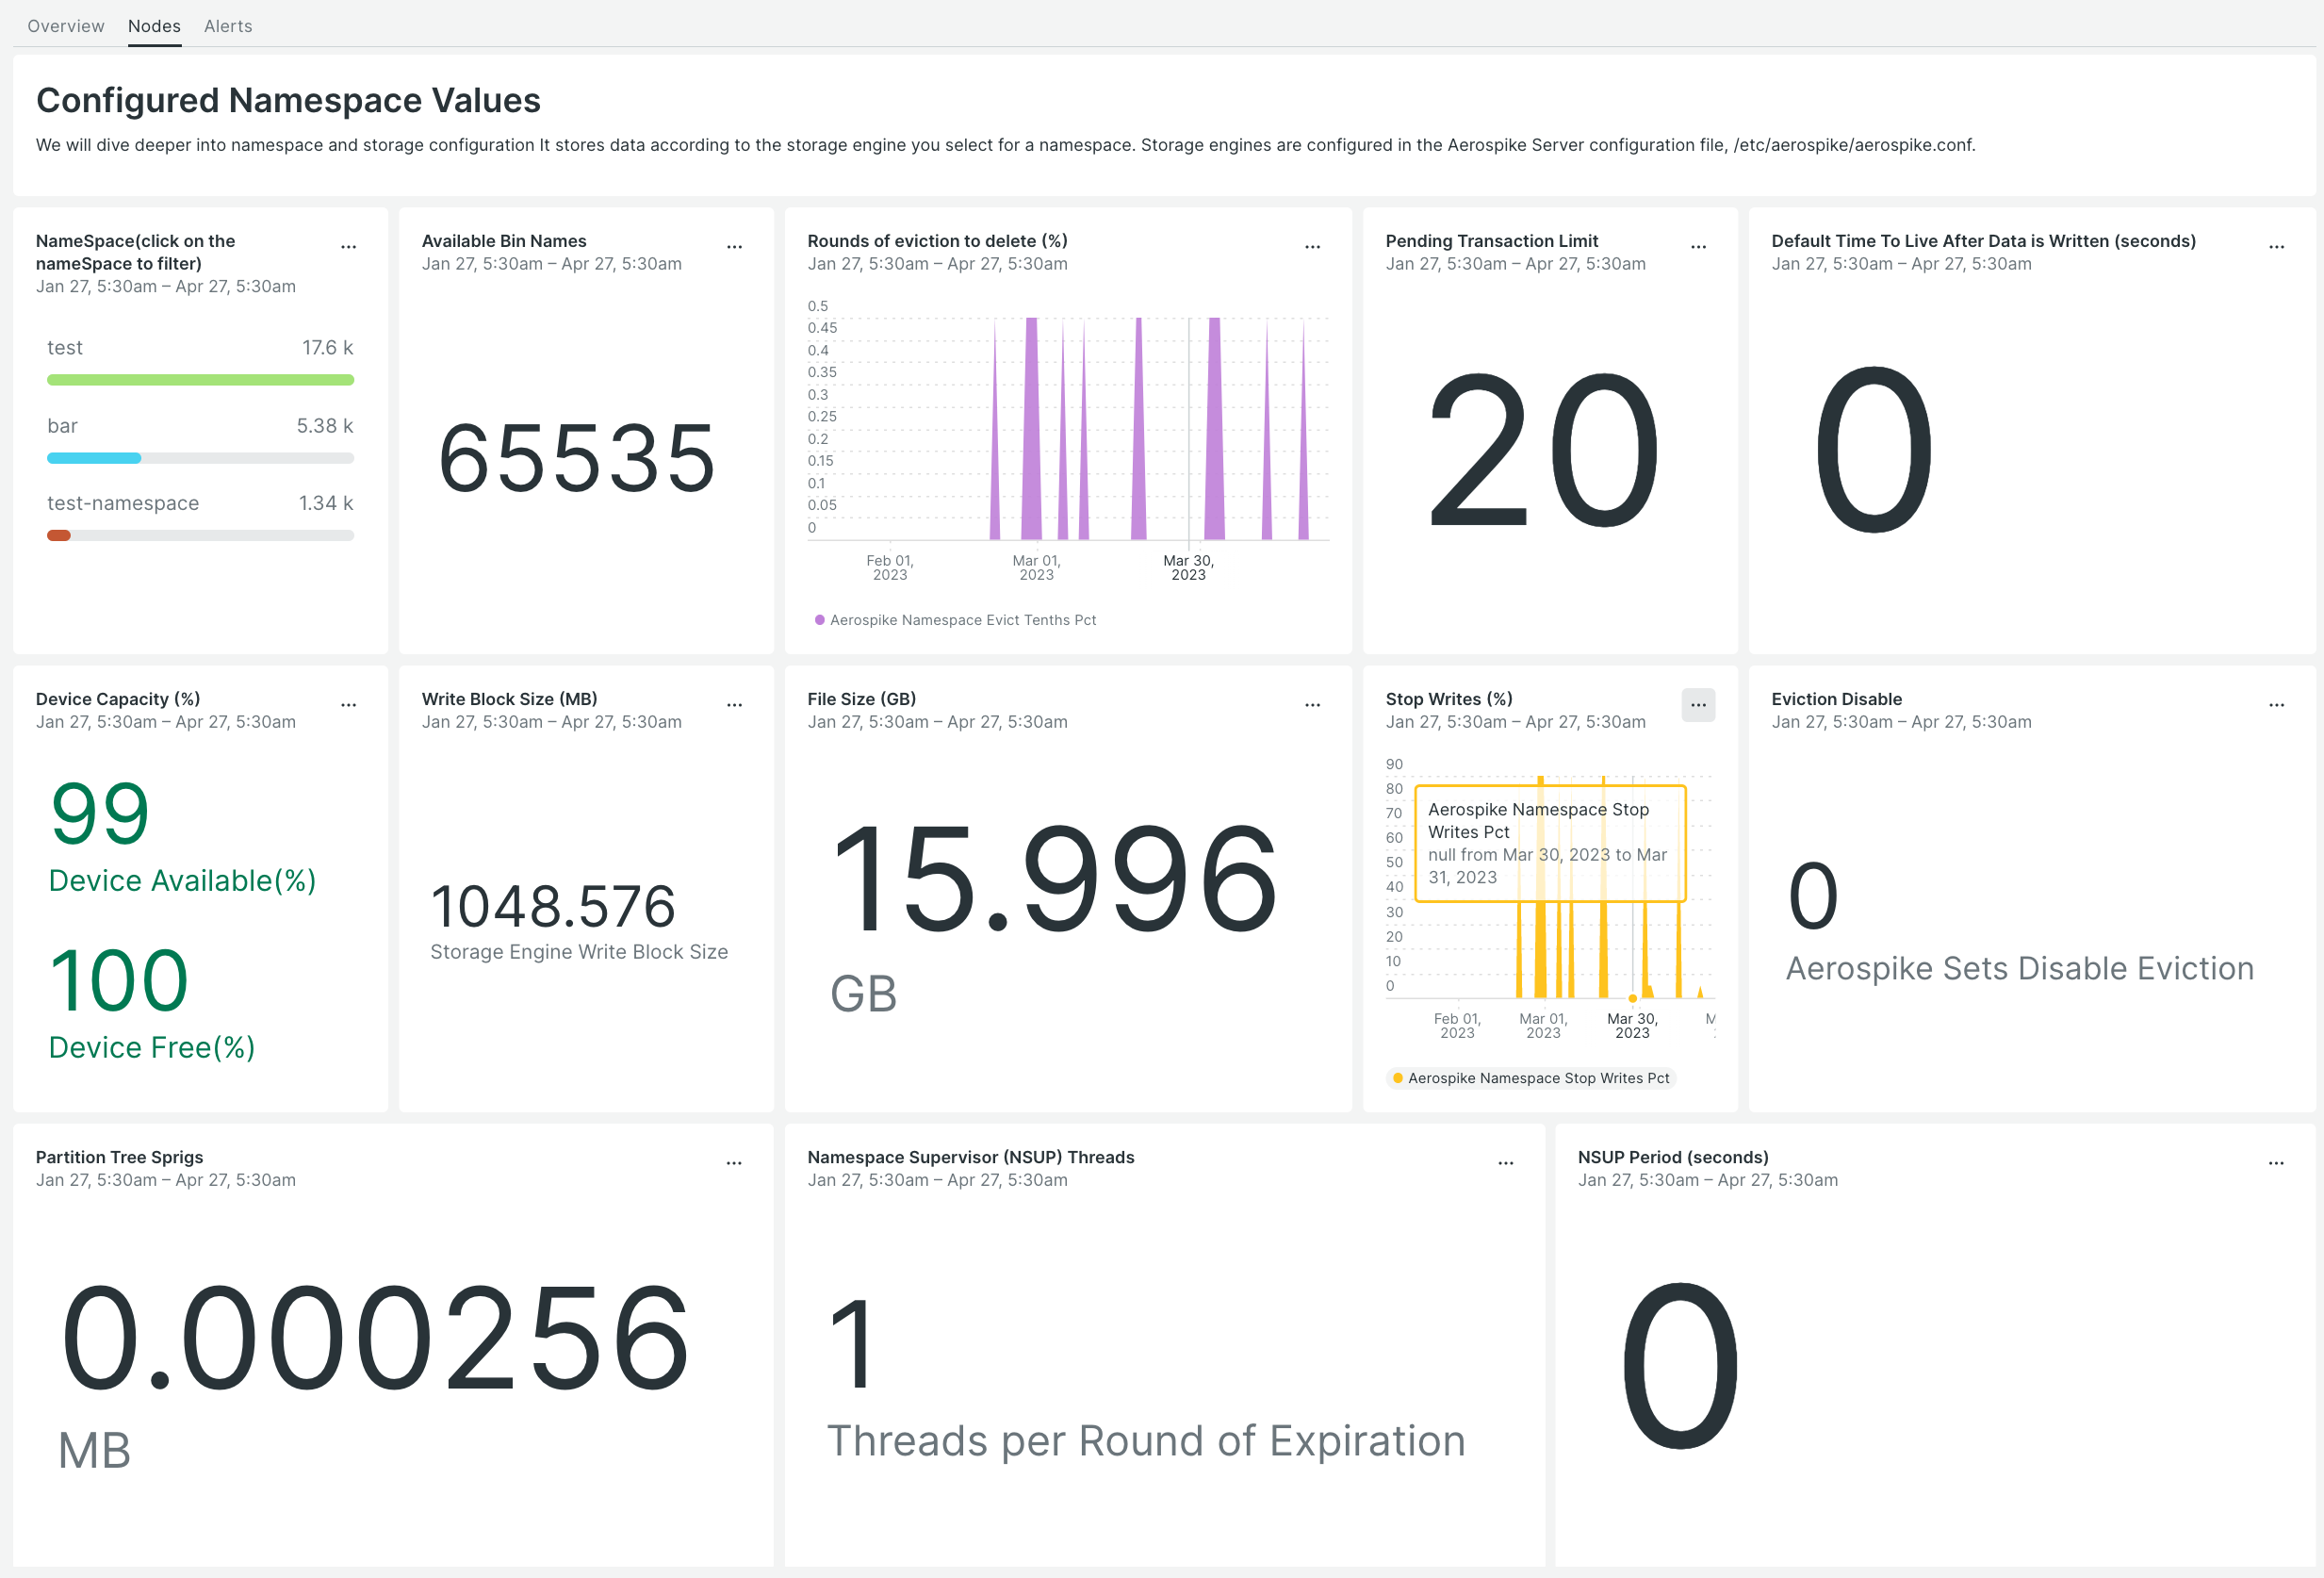 Overview Nodes Alerts
Configured Namespace Values
We will dive deeper into namespace and storage configuration It stores data according to the storage engine you select for a namespace. Storage engines are configured in the Aerospike Server configuration file, /etc/aerospike/aerospike.conf.
NameSpace(click on the
nameSpace to filter)
Jan 27, 5:30am – Apr 27, 5:30am
test 17.6 k
bar 5.38 k
test-namespace 1.34 k
Available Bin Names
Jan 27, 5:30am – Apr 27, 5:30am
65535
Rounds of eviction to delete (%)
Jan 27, 5:30am – Apr 27, 5:30am
0.5
0.45
0.4
0.35
0.3
0.25
0.2
0.15
0.1
0.05
0
Feb 01, 2023
Mar 01, 2023
Mar 30, 2023
Aerospike Namespace Evict Tenths Pct
Pending Transaction Limit
Jan 27, 5:30am – Apr 27, 5:30am
20
Default Time To Live After Data is Written (seconds)
Jan 27, 5:30am – Apr 27, 5:30am
0
Device Capacity (%)
Jan 27, 5:30am – Apr 27, 5:30am
99
Device Available(%)
100
Device Free(%)
Write Block Size (MB)
Jan 27, 5:30am – Apr 27, 5:30am
1048.576
Storage Engine Write Block Size
File Size (GB)
Jan 27, 5:30am – Apr 27, 5:30am
15.996
GB
Stop Writes (%)
Jan 27, 5:30am – Apr 27, 5:30am
90
80
70
60
50
40
30
20
10
0
Aerospike Namespace Stop
Writes Pct
null from Mar 30, 2023 to Mar
31, 2023
Feb 01, 2023
Mar 01, 2023
Mar 30, 2023
Aerospike Namespace Stop Writes Pct
Eviction Disable
Jan 27, 5:30am – Apr 27, 5:30am
0
Aerospike Sets Disable Eviction
Partition Tree Sprigs
Jan 27, 5:30am – Apr 27, 5:30am
0.000256
MB
Namespace Supervisor (NSUP) Threads
Jan 27, 5:30am – Apr 27, 5:30am
1
Threads per Round of Expiration
NSUP Period (seconds)
Jan 27, 5:30am – Apr 27, 5:30am
0